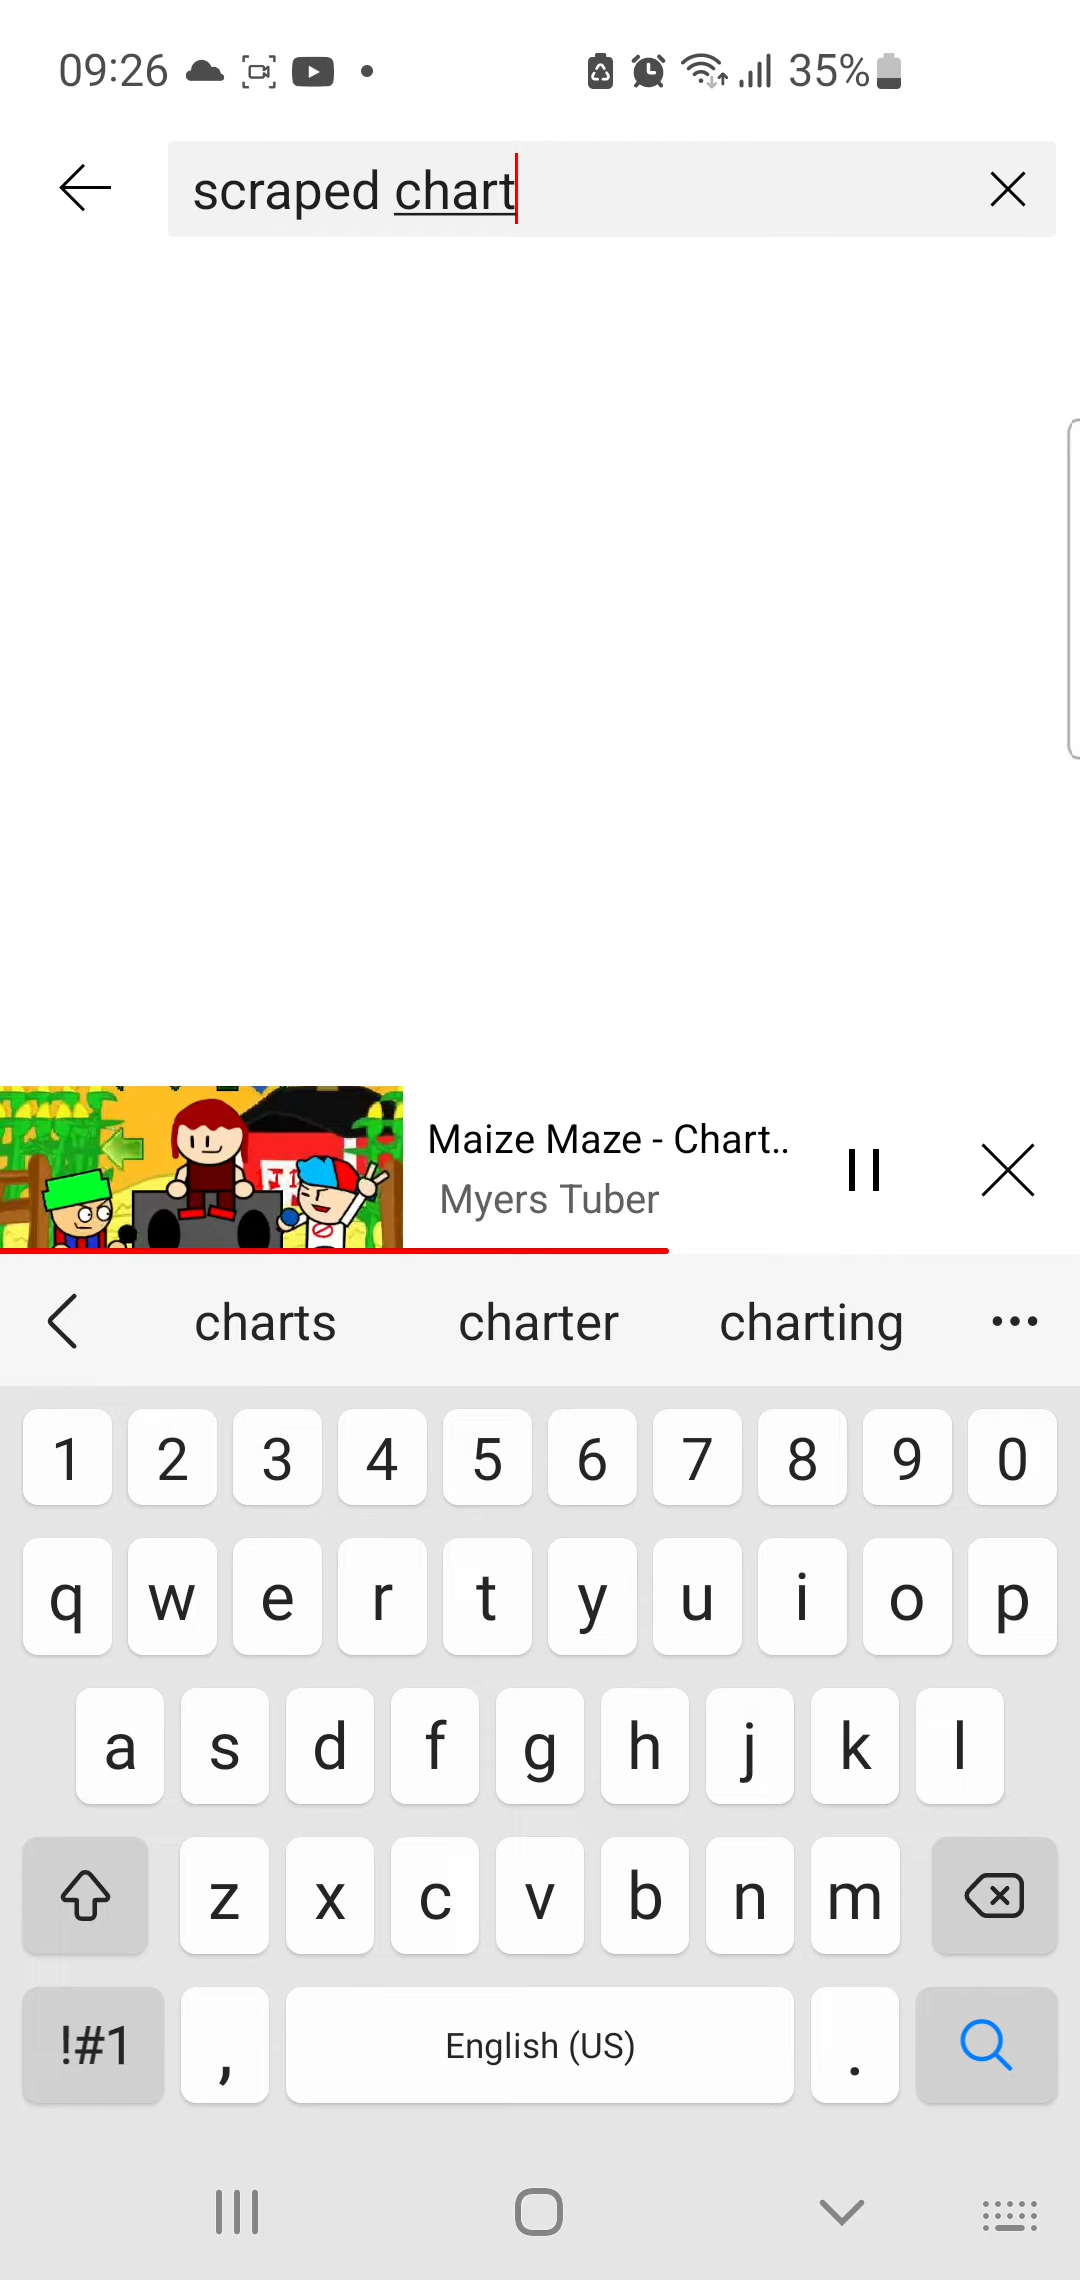 09:26 35%
scraped chart
Maize Maze - Chart..
Myers Tuber
charts charter charting
1 2 3 4 5 6 7 8 9 0
q w e r t y u i o p
a s d f g h j k l
z x c v b n m
!#1 , English (US) .